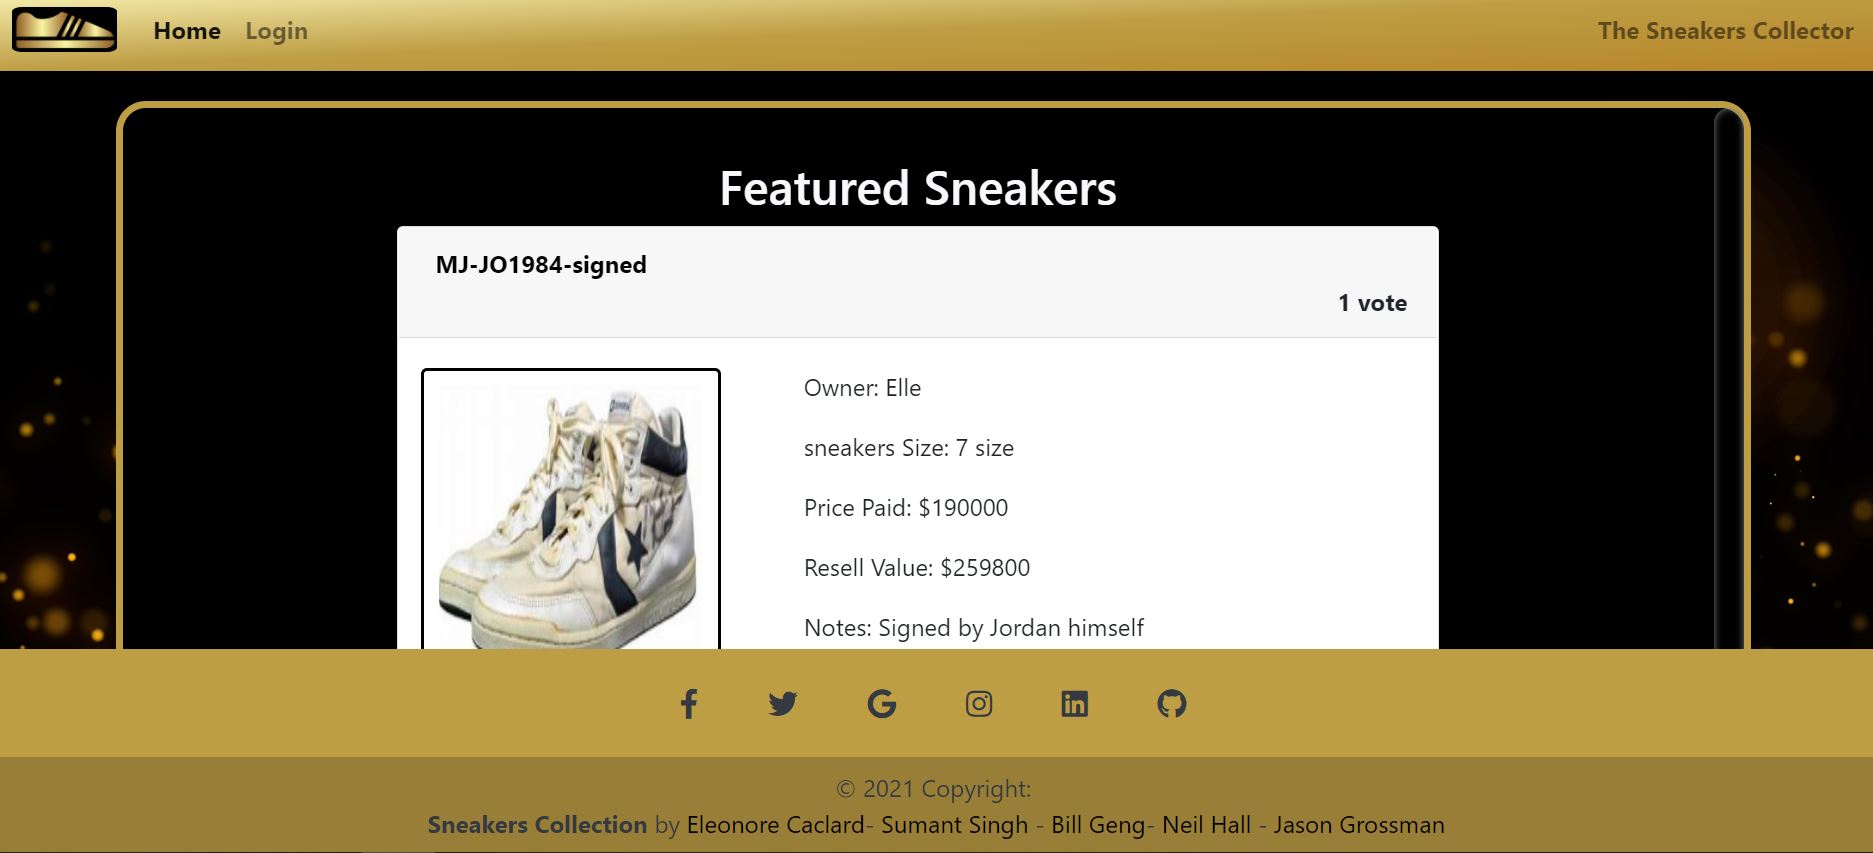 Home Login The Sneakers Collector
Featured Sneakers
MJ-JO1984-signed
1 vote
Owner: Elle
sneakers Size: 7 size
Price Paid: $190000
Resell Value: $259800
Notes: Signed by Jordan himself
© 2021 Copyright:
Sneakers Collection by Eleonore Caclard- Sumant Singh - Bill Geng- Neil Hall - Jason Grossman